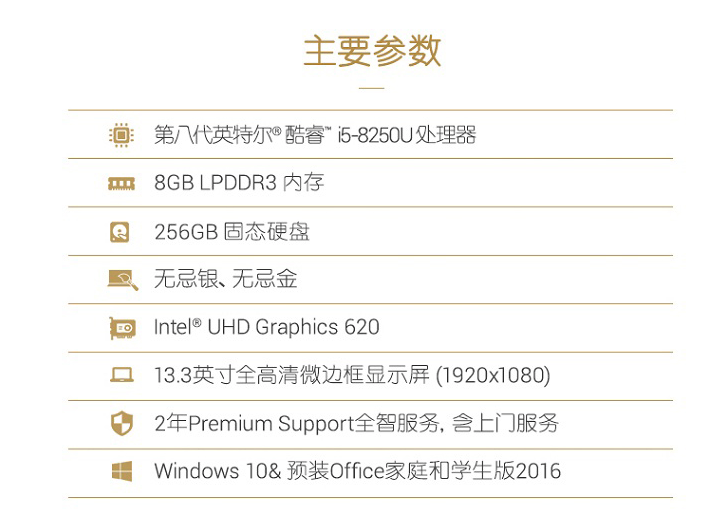 主要参数
第八代英特尔® 酷睿™ i5-8250U 处理器
8GB LPDDR3 内存
256GB 固态硬盘
无忌银、无忌金
Intel® UHD Graphics 620
13.3英寸全高清微边框显示屏 (1920x1080)
2年Premium Support全智服务, 含上门服务
Windows 10& 预装Office家庭和学生版2016